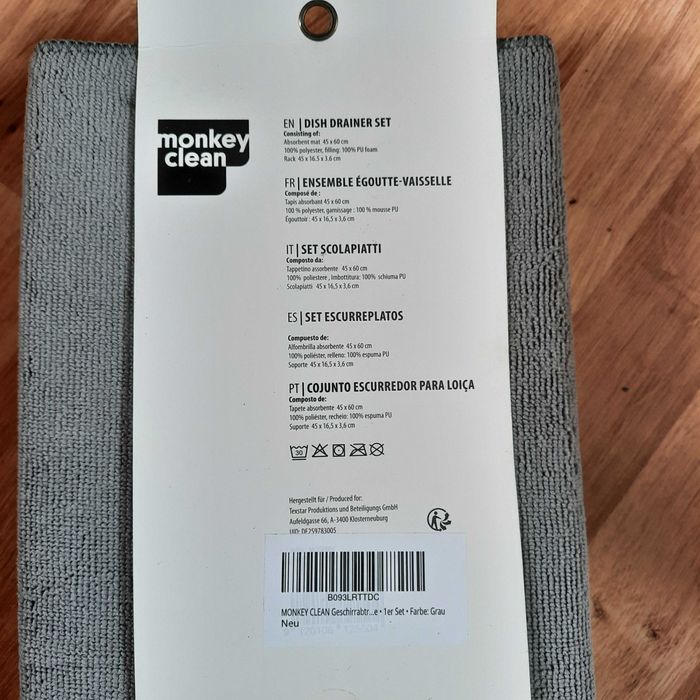 monkey
clean
EN | DISH DRAINER SET
Consisting of:
Absorbent mat 45 x 60 cm
100% polyester, filling: 100% PU foam
Rack 45 x 16.5 x 3.6 cm
FR | ENSEMBLE ÉGOUTTE-VAISSELLE
Composé de :
Tapis absorbant 45 x 60 cm
100 % polyester, garnissage : 100 % mousse PU
Égouttoir : 45 x 16,5 x 3,6 cm
IT | SET SCOLAPIATTI
Composto da:
Tappetino assorbente 45 x 60 cm
100% poliestere , Imbottitura: 100% schiuma PU
Scolapiatti 45 x 16,5 x 3,6 cm
ES | SET ESCURREPLATOS
Compuesto de:
Alfombrilla absorbente 45 x 60 cm
100% poliéster, relleno: 100% espuma PU
Suporte 45 x 16,5 x 3,6 cm
PT | COJUNTO ESCURREDOR PARA LOIÇA
Composto de:
Tapete absorbente 45 x 60 cm
100% poliéster, recheio: 100% espuma PU
Suporte 45 x 16,5 x 3,6 cm
30
Hergestellt für / Produced for:
Texstar Produktions und Beteiligungs GmbH
Aufeldgasse 66, A-3400 Klosterneuburg
UID: DE259783005
B093LRTTDC
MONKEY CLEAN Geschirrabtr...e • 1er Set • Farbe: Grau
Neu